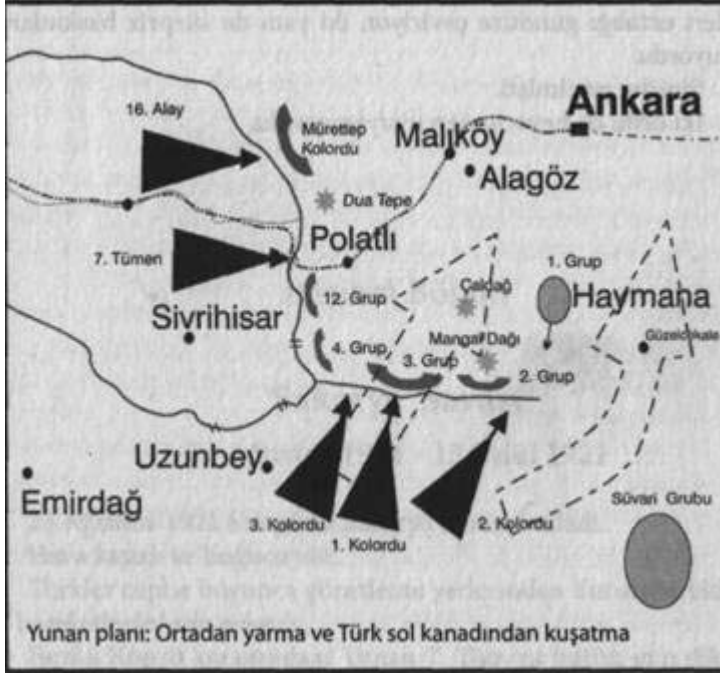 16. Alay
Ankara
Mürettep
Kolordu
Malıköy
Alagöz
Dua Tepe
Polatlı
7. Tümen
1. Grup
Çaldağ
12. Grup
Haymana
Sivrihisar
Mangal Dağı
Güzelcekale
4. Grup
3. Grup
2. Grup
Uzunbey
Emirdağ
Süvari Grubu
3. Kolordu
2. Kolordu
1. Kolordu
Yunan planı: Ortadan yarma ve Türk sol kanadından kuşatma